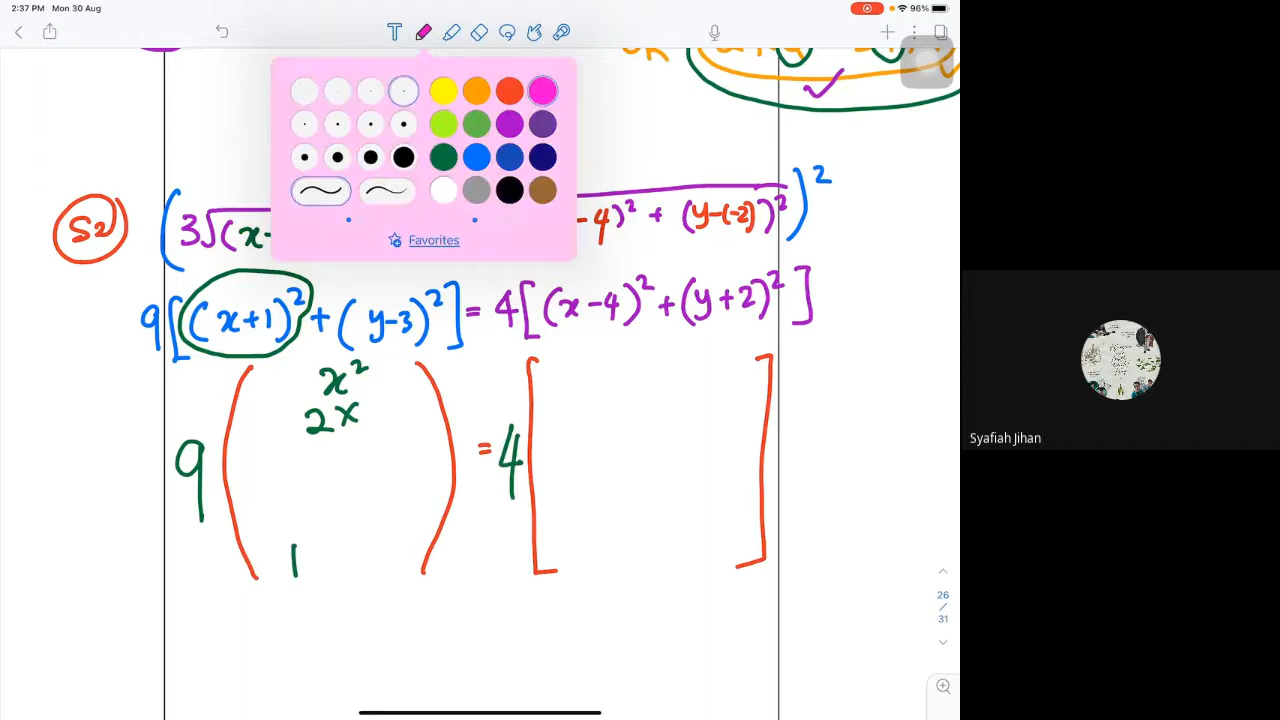 2:37 PM Mon 30 Aug
96%
T
OR
S2
(3√(x-
-4)² + (y-(-2))²)²
Favorites
9[(x+1)²+(y-3)²]=4[(x-4)²+(y+2)²]
x²
2x
9 ( ) = 4 [ ]
1
26
/
31
Syafiah Jihan